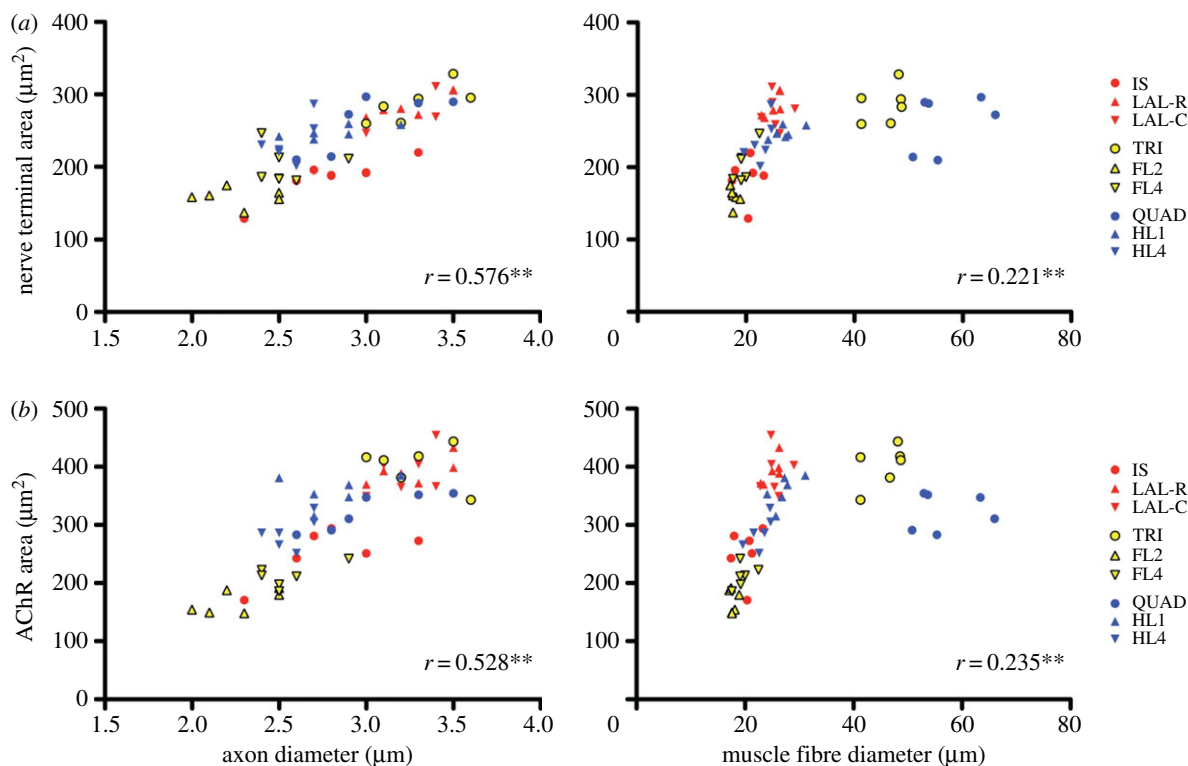 (a)
nerve terminal area (µm²)
400
300
200
100
0
1.5 2.0 2.5 3.0 3.5 4.0
r = 0.576**
400
300
200
100
0 20 40 60 80
r = 0.221**
IS
LAL-R
LAL-C
TRI
FL2
FL4
QUAD
HL1
HL4
(b)
AChR area (µm²)
500
400
300
200
100
0
1.5 2.0 2.5 3.0 3.5 4.0
axon diameter (µm)
r = 0.528**
500
400
300
200
100
0 20 40 60 80
muscle fibre diameter (µm)
r = 0.235**
IS
LAL-R
LAL-C
TRI
FL2
FL4
QUAD
HL1
HL4